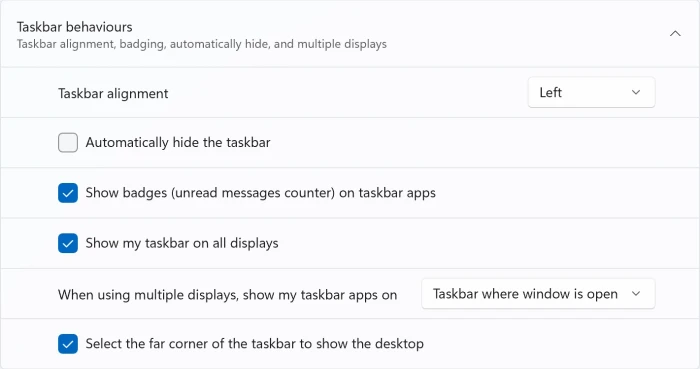 Taskbar behaviours
Taskbar alignment, badging, automatically hide, and multiple displays
Taskbar alignment Left
Automatically hide the taskbar
Show badges (unread messages counter) on taskbar apps
Show my taskbar on all displays
When using multiple displays, show my taskbar apps on Taskbar where window is open
Select the far corner of the taskbar to show the desktop